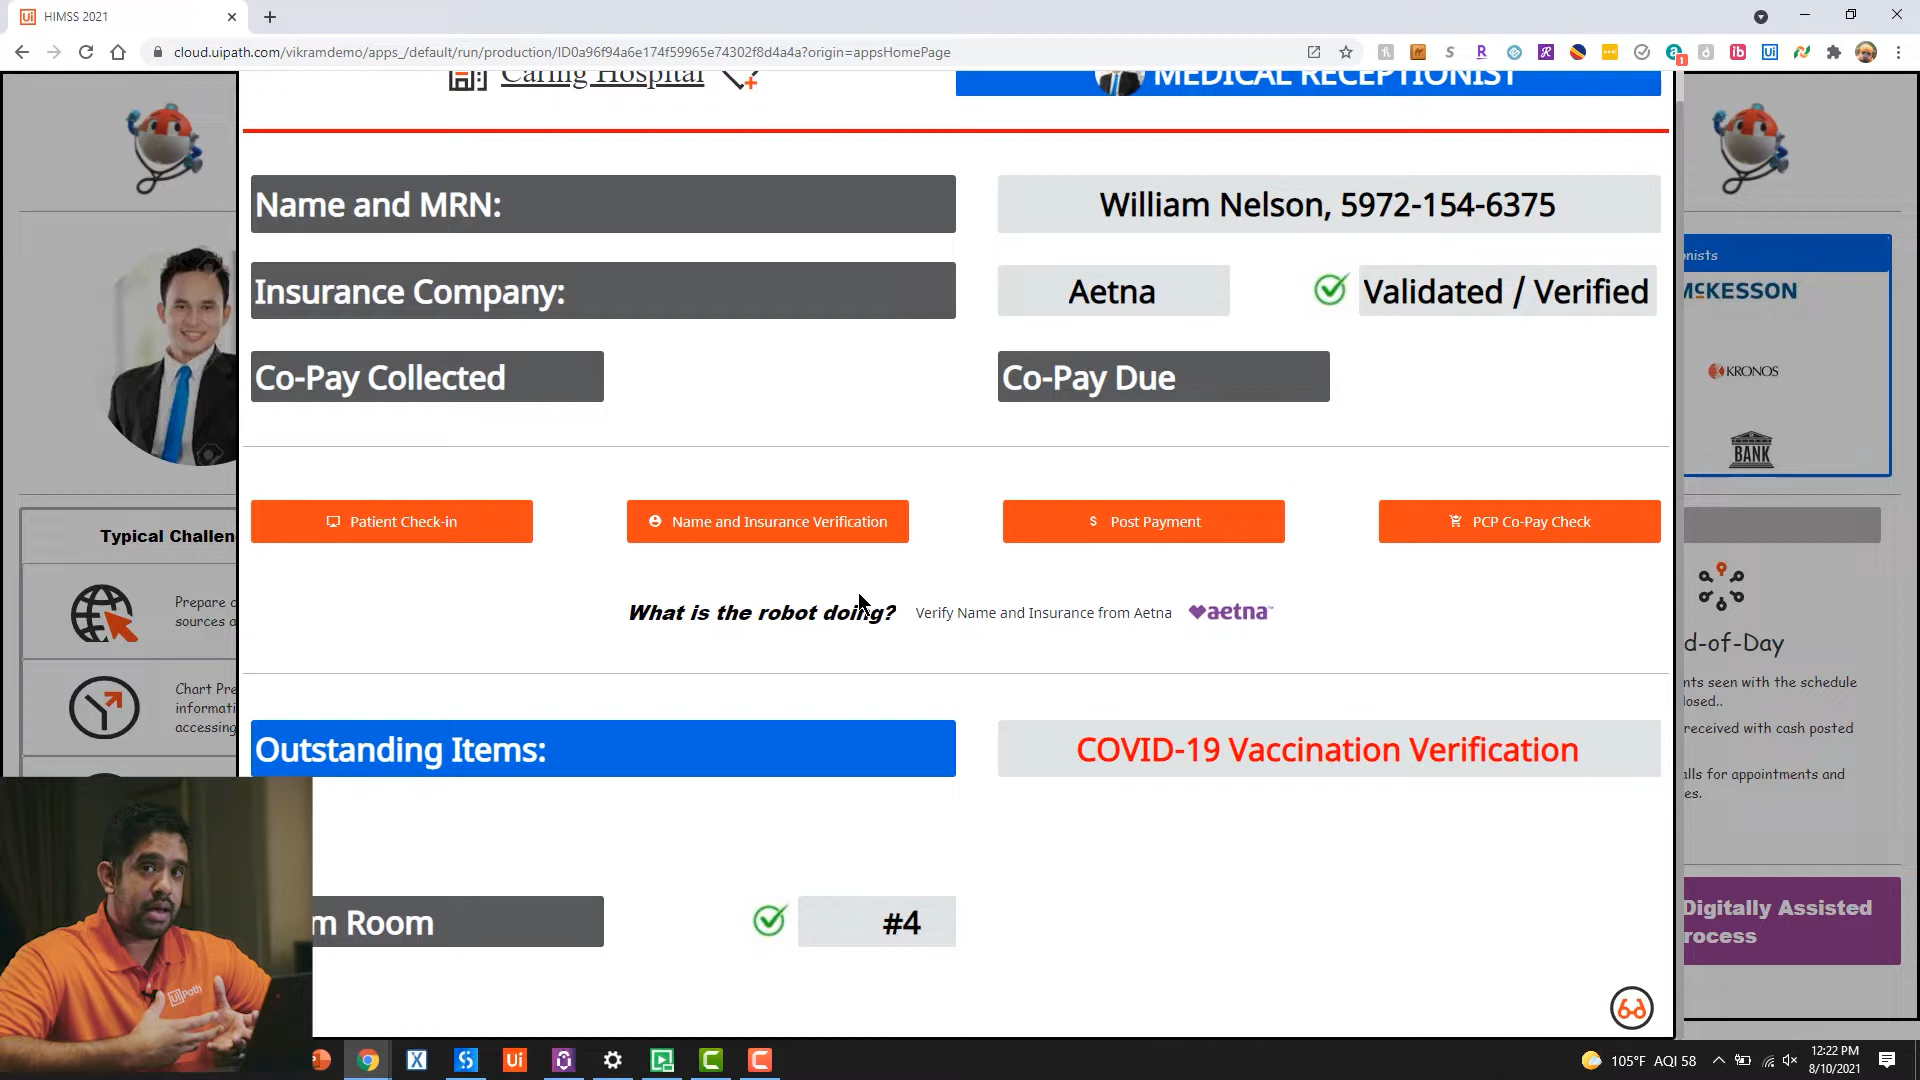 HIMSS 2021
cloud.uipath.com/vikramdemo/apps_/default/run/production/ID0a96f94a6e174f59965e74302f8d4a4a?origin=appsHomePage
Caring Hospital
MEDICAL RECEPTIONIST
Name and MRN:
William Nelson, 5972-154-6375
Insurance Company:
Aetna
Validated / Verified
Co-Pay Collected
Co-Pay Due
Patient Check-in
Name and Insurance Verification
Post Payment
PCP Co-Pay Check
What is the robot doing?
Verify Name and Insurance from Aetna
aetna™
Outstanding Items:
COVID-19 Vaccination Verification
m Room
#4
Typical Challen
Prepare c
sources a
Chart Pre
informati
accessing
nists
MCKESSON
KRONOS
BANK
d-of-Day
nts seen with the schedule
losed..
received with cash posted
alls for appointments and
es.
Digitally Assisted
rocess
UiPath
Ui
105°F AQI 58
12:22 PM
8/10/2021